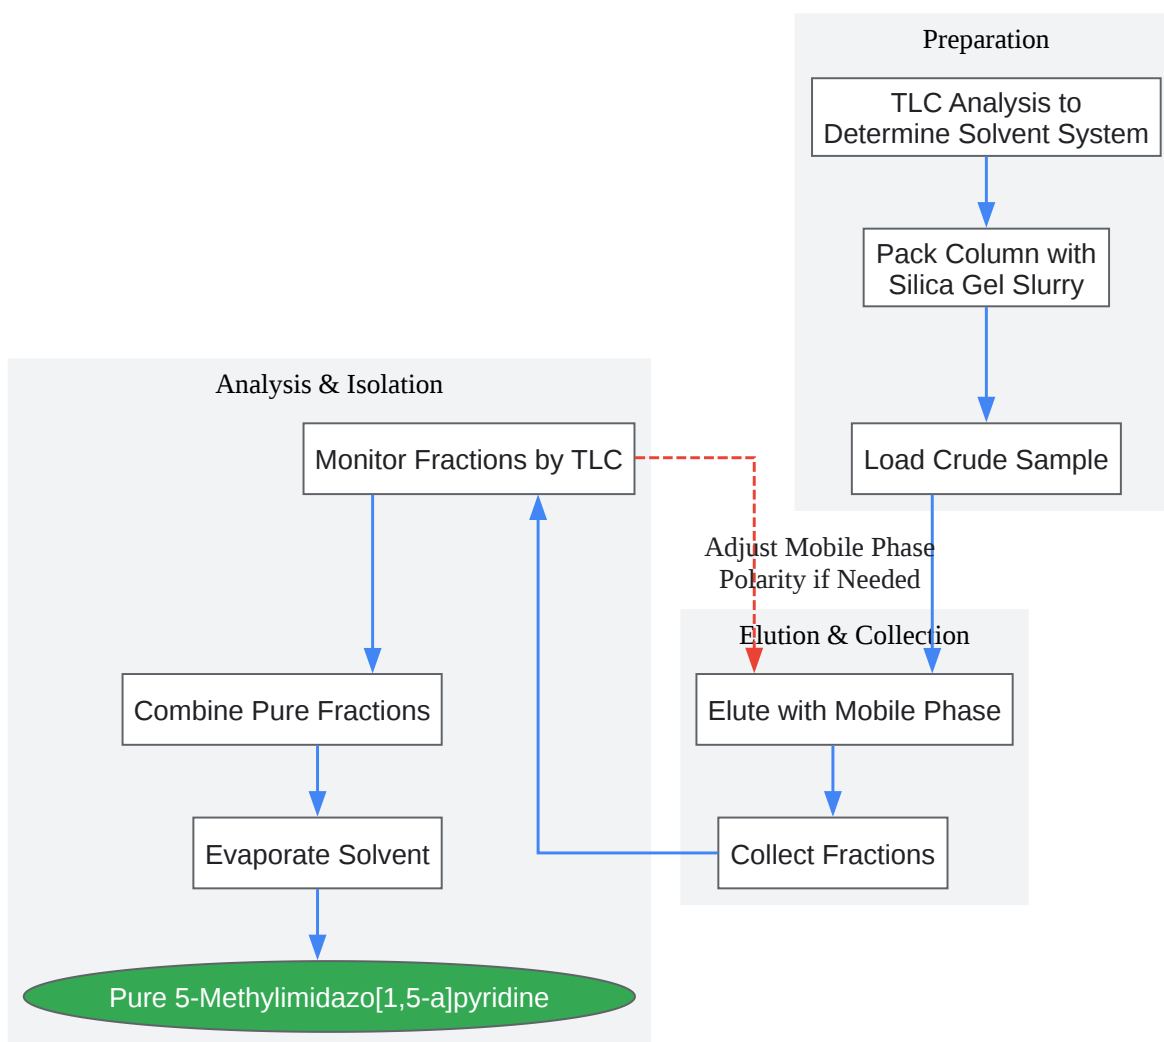 Preparation
TLC Analysis to
Determine Solvent System
Pack Column with
Silica Gel Slurry
Load Crude Sample
Analysis & Isolation
Monitor Fractions by TLC
Adjust Mobile Phase
Polarity if Needed
Elution & Collection
Elute with Mobile Phase
Collect Fractions
Combine Pure Fractions
Evaporate Solvent
Pure 5-Methylimidazo[1,5-a]pyridine